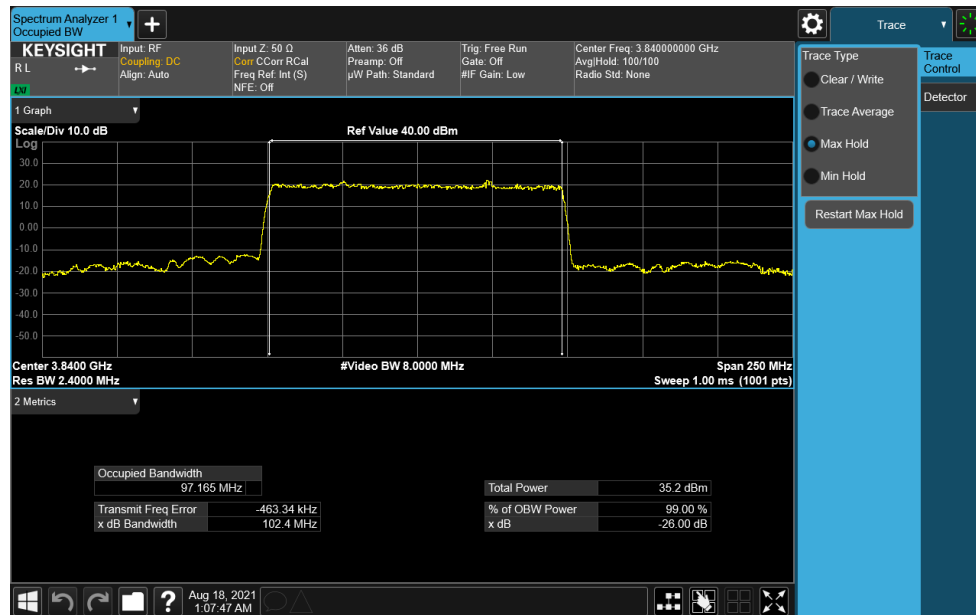 Spectrum Analyzer 1
Occupied BW
Trace
KEYSIGHT
R L
LXI
Input: RF
Coupling: DC
Align: Auto
Input Z: 50 Ω
Corr CCorr RCal
Freq Ref: Int (S)
NFE: Off
Atten: 36 dB
Preamp: Off
µW Path: Standard
Trig: Free Run
Gate: Off
#IF Gain: Low
Center Freq: 3.840000000 GHz
Avg|Hold: 100/100
Radio Std: None
Trace Type
Clear / Write
Trace Average
Max Hold
Min Hold
Restart Max Hold
Trace
Control
Detector
1 Graph
Scale/Div 10.0 dB
Ref Value 40.00 dBm
Log
30.0
20.0
10.0
0.00
-10.0
-20.0
-30.0
-40.0
-50.0
Center 3.8400 GHz
#Video BW 8.0000 MHz
Span 250 MHz
Res BW 2.4000 MHz
Sweep 1.00 ms (1001 pts)
2 Metrics
Occupied Bandwidth
97.165 MHz
Total Power 35.2 dBm
Transmit Freq Error -463.34 kHz
% of OBW Power 99.00 %
x dB Bandwidth 102.4 MHz
x dB -26.00 dB
Aug 18, 2021
1:07:47 AM